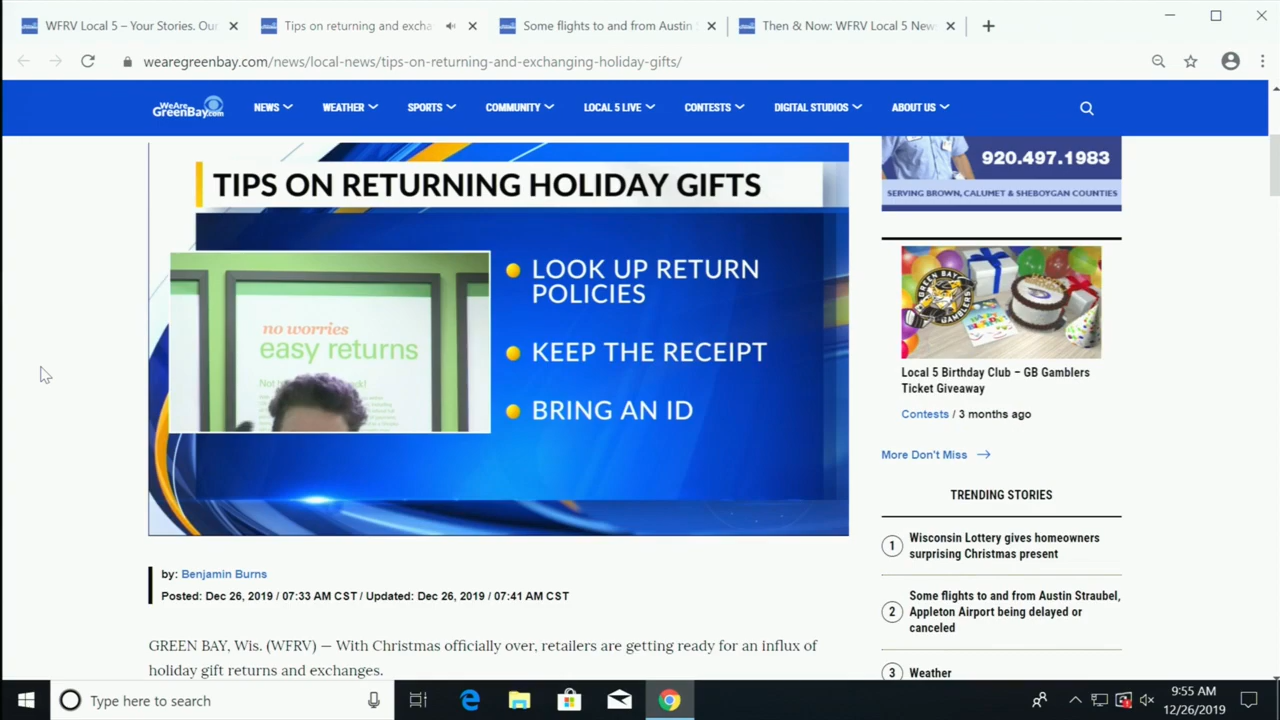 WFRV Local 5 – Your Stories. Our
Tips on returning and excha
Some flights to and from Austin S
Then & Now: WFRV Local 5 News
wearegreenbay.com/news/local-news/tips-on-returning-and-exchanging-holiday-gifts/
WeAre
GreenBay.com
NEWS
WEATHER
SPORTS
COMMUNITY
LOCAL 5 LIVE
CONTESTS
DIGITAL STUDIOS
ABOUT US
TIPS ON RETURNING HOLIDAY GIFTS
no worries
easy returns
LOOK UP RETURN
POLICIES
KEEP THE RECEIPT
BRING AN ID
by: Benjamin Burns
Posted: Dec 26, 2019 / 07:33 AM CST / Updated: Dec 26, 2019 / 07:41 AM CST
GREEN BAY, Wis. (WFRV) — With Christmas officially over, retailers are getting ready for an influx of
holiday gift returns and exchanges.
920.497.1983
SERVING BROWN, CALUMET & SHEBOYGAN COUNTIES
GREEN BAY
GAMBLERS
Local 5 Birthday Club – GB Gamblers
Ticket Giveaway
Contests / 3 months ago
More Don't Miss
TRENDING STORIES
1 Wisconsin Lottery gives homeowners
surprising Christmas present
2 Some flights to and from Austin Straubel,
Appleton Airport being delayed or
canceled
3 Weather
Type here to search
9:55 AM
12/26/2019